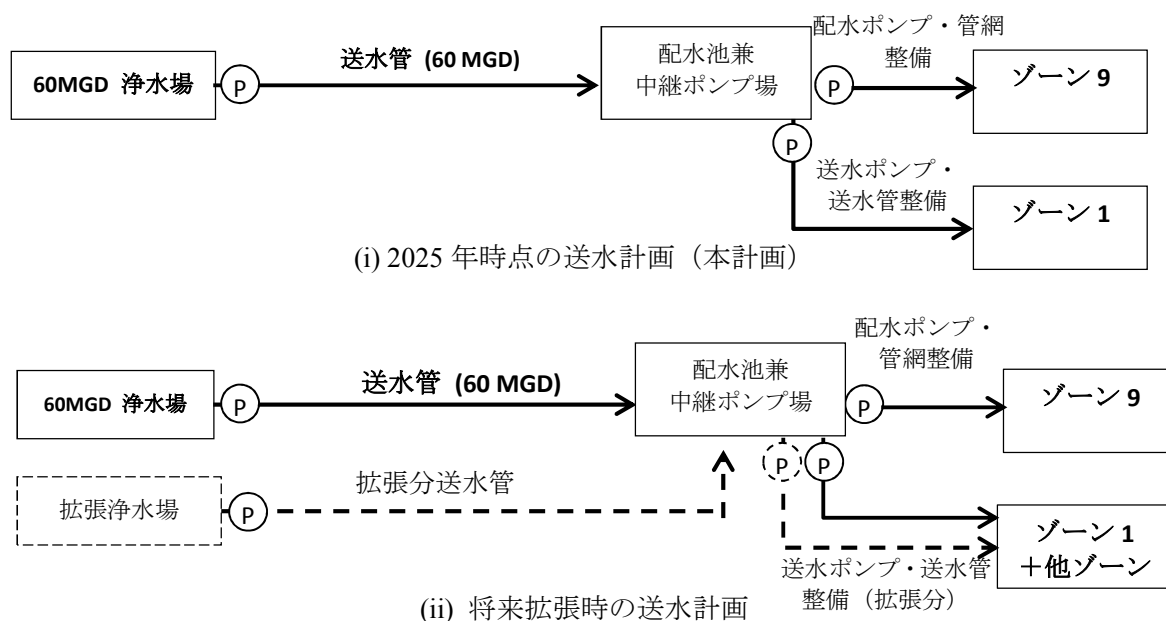 60MGD 浄水場
P
送水管 (60 MGD)
配水池兼
中継ポンプ場
配水ポンプ・管網
整備
P
ゾーン 9
P
送水ポンプ・
送水管整備
ゾーン 1
(i) 2025 年時点の送水計画（本計画）
60MGD 浄水場
P
送水管 (60 MGD)
配水池兼
中継ポンプ場
配水ポンプ・
管網整備
P
ゾーン 9
拡張浄水場
P
拡張分送水管
P
P
ゾーン 1
＋他ゾーン
送水ポンプ・送水管
整備（拡張分）
(ii) 将来拡張時の送水計画